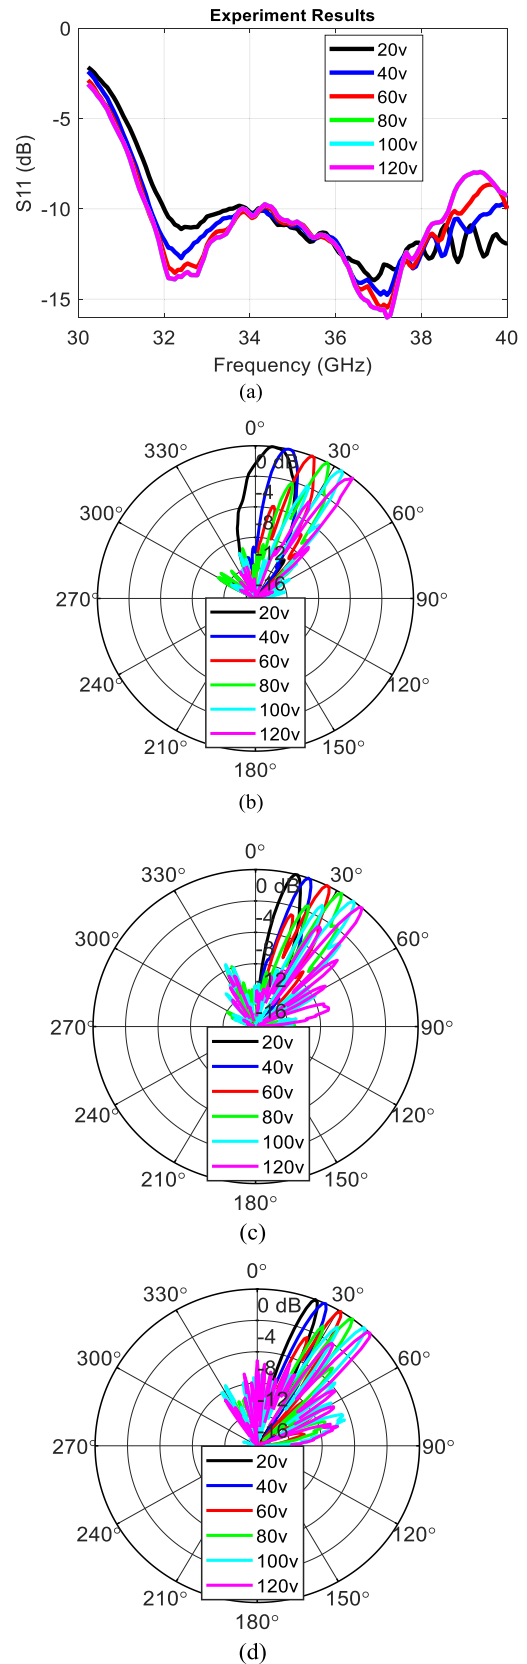 Experiment Results
0
-5
-10
-15
S11 (dB)
20v
40v
60v
80v
100v
120v
30 32 34 36 38 40
Frequency (GHz)
(a)
0°
330° 30°
0 dB
-4
300° 60°
-8
-12
-16
270° 90°
20v
40v
60v
240° 120°
80v
100v
120v
210° 150°
180°
(b)
0°
330° 30°
0 dB
-4
300° 60°
-8
-12
-16
270° 90°
20v
40v
60v
240° 120°
80v
100v
120v
210° 150°
180°
(c)
0°
330° 30°
0 dB
-4
300° 60°
-8
-12
-16
270° 90°
20v
40v
60v
240° 120°
80v
100v
120v
210° 150°
180°
(d)